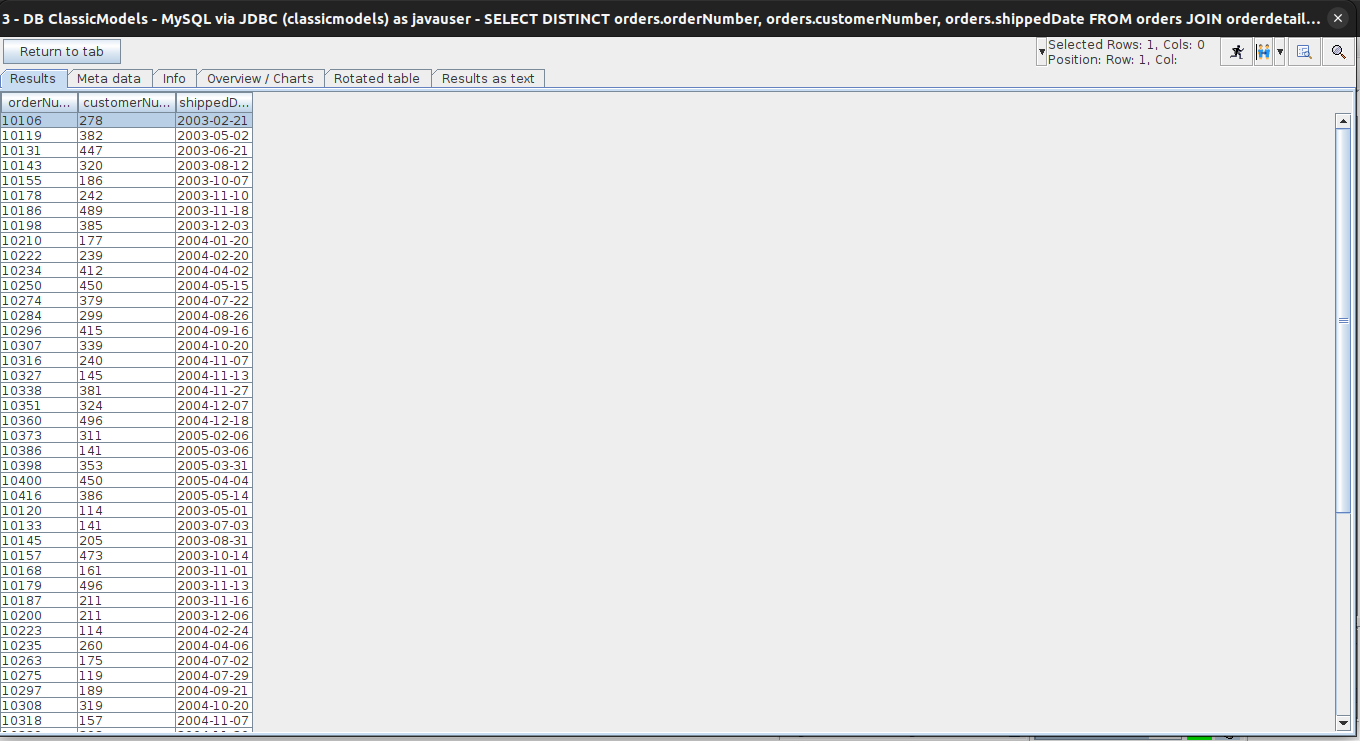 3 - DB ClassicModels - MySQL via JDBC (classicmodels) as javauser - SELECT DISTINCT orders.orderNumber, orders.customerNumber, orders.shippedDate FROM orders JOIN orderdetail...
Return to tab
Selected Rows: 1, Cols: 0
Position: Row: 1, Col:
Results Meta data Info Overview / Charts Rotated table Results as text
orderNu... customerNu... shippedD...
10106 278 2003-02-21
10119 382 2003-05-02
10131 447 2003-06-21
10143 320 2003-08-12
10155 186 2003-10-07
10178 242 2003-11-10
10186 489 2003-11-18
10198 385 2003-12-03
10210 177 2004-01-20
10222 239 2004-02-20
10234 412 2004-04-02
10250 450 2004-05-15
10274 379 2004-07-22
10284 299 2004-08-26
10296 415 2004-09-16
10307 339 2004-10-20
10316 240 2004-11-07
10327 145 2004-11-13
10338 381 2004-11-27
10351 324 2004-12-07
10360 496 2004-12-18
10373 311 2005-02-06
10386 141 2005-03-06
10398 353 2005-03-31
10400 450 2005-04-04
10416 386 2005-05-14
10120 114 2003-05-01
10133 141 2003-07-03
10145 205 2003-08-31
10157 473 2003-10-14
10168 161 2003-11-01
10179 496 2003-11-13
10187 211 2003-11-16
10200 211 2003-12-06
10223 114 2004-02-24
10235 260 2004-04-06
10263 175 2004-07-02
10275 119 2004-07-29
10297 189 2004-09-21
10308 319 2004-10-20
10318 157 2004-11-07